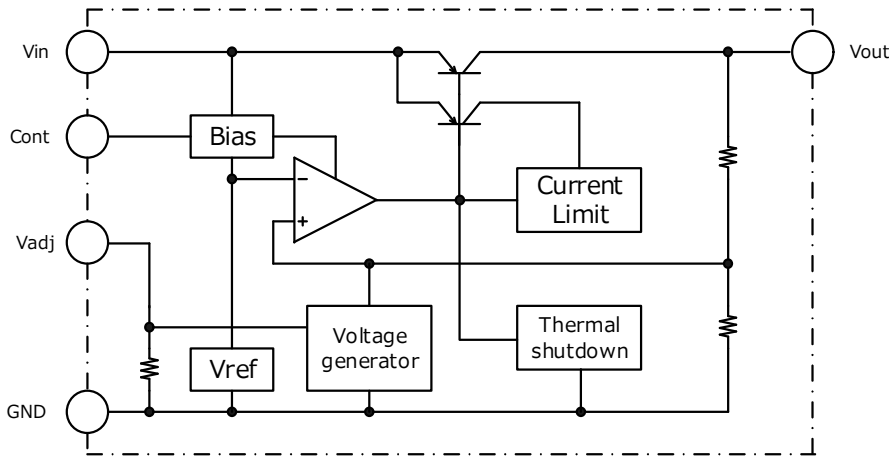 Vin
Vout
Cont
Bias
−
+
Current
Limit
Vadj
Voltage
generator
Thermal
shutdown
Vref
GND